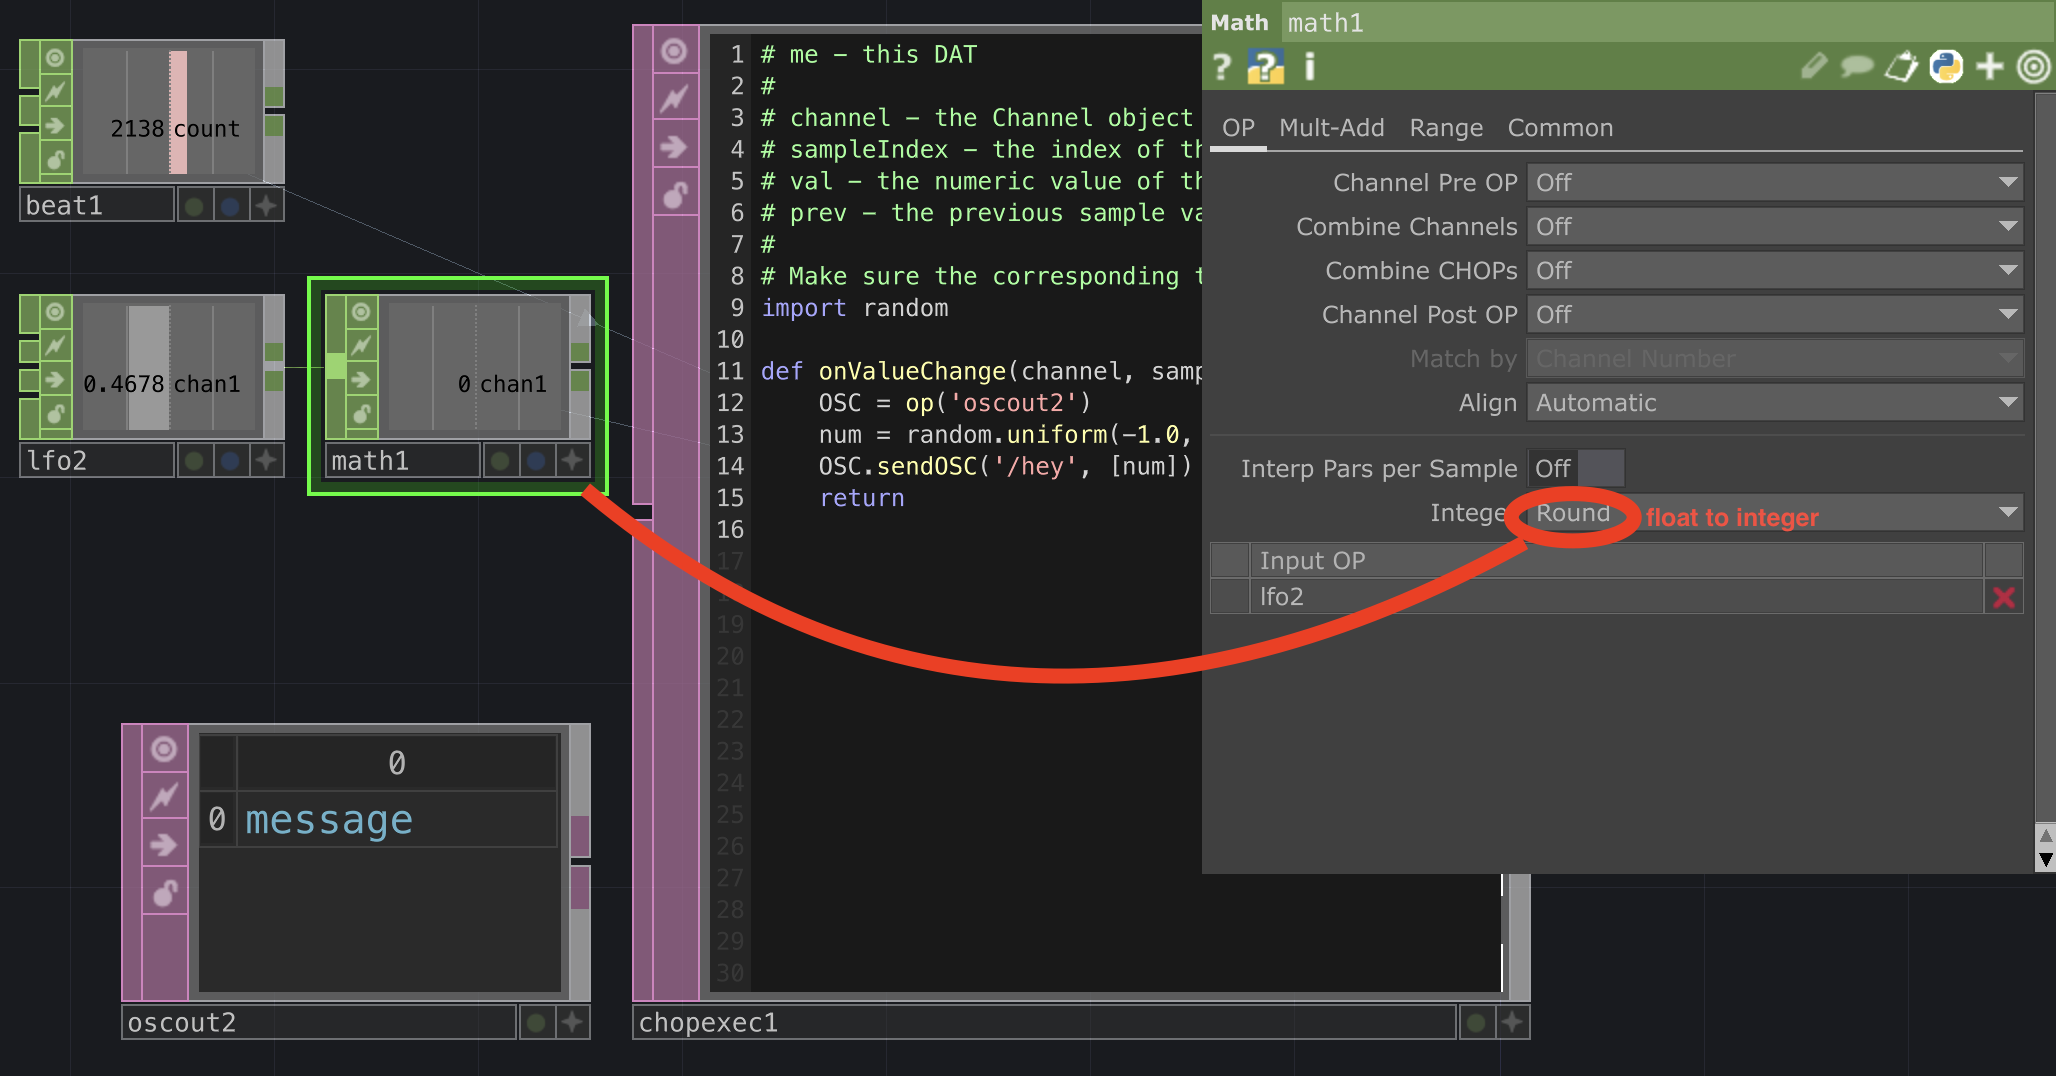 2138 count
beat1
0.4678 chan1
lfo2
0 chan1
math1
0
0 message
oscout2
1 # me - this DAT
2 #
3 # channel - the Channel object
4 # sampleIndex - the index of th
5 # val - the numeric value of th
6 # prev - the previous sample va
7 #
8 # Make sure the corresponding t
9 import random
10
11 def onValueChange(channel, samp
12 OSC = op('oscout2')
13 num = random.uniform(-1.0,
14 OSC.sendOSC('/hey', [num])
15 return
16
17
19
20
21
22
23
24
25
26
27
28
29
30
chopexec1
Math math1
? ? i
OP Mult-Add Range Common
Channel Pre OP Off
Combine Channels Off
Combine CHOPs Off
Channel Post OP Off
Match by Channel Number
Align Automatic
Interp Pars per Sample Off
Intege Round float to integer
Input OP
lfo2